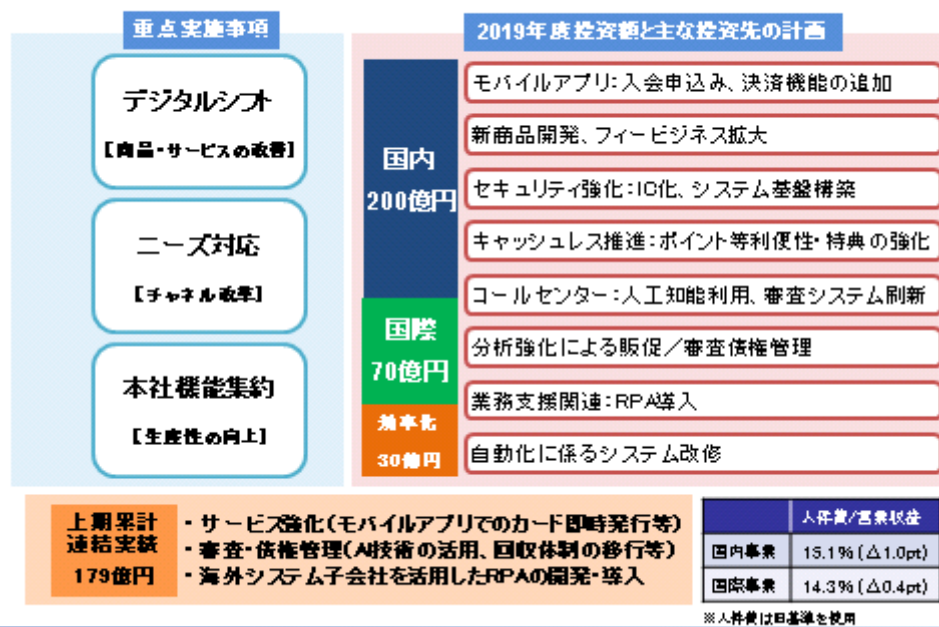 重点実施事項
デジタルシフト
【商品・サービスの改善】
ニーズ対応
【チャネル改革】
本社機能集約
【生産性の向上】
2019年度投資額と主な投資先の計画
国内
200億円
国際
70億円
効率化
30億円
モバイルアプリ：入会申込み、決済機能の追加
新商品開発、フィービジネス拡大
セキュリティ強化：IC化、システム基盤構築
キャッシュレス推進：ポイント等利便性・特典の強化
コールセンター：人工知能利用、審査システム刷新
分析強化による販促／審査債権管理
業務支援関連：RPA導入
自動化に係るシステム改修
上期累計
連結実績
179億円
・サービス強化(モバイルアプリでのカード即時発行等)
・審査・債権管理(AI技術の活用、回収体制の移行等)
・海外システム子会社を活用したRPAの開発・導入
人件費/営業収益
国内事業 15.1%(△1.0pt)
国際事業 14.3%(△0.4pt)
※人件費は旧基準を使用